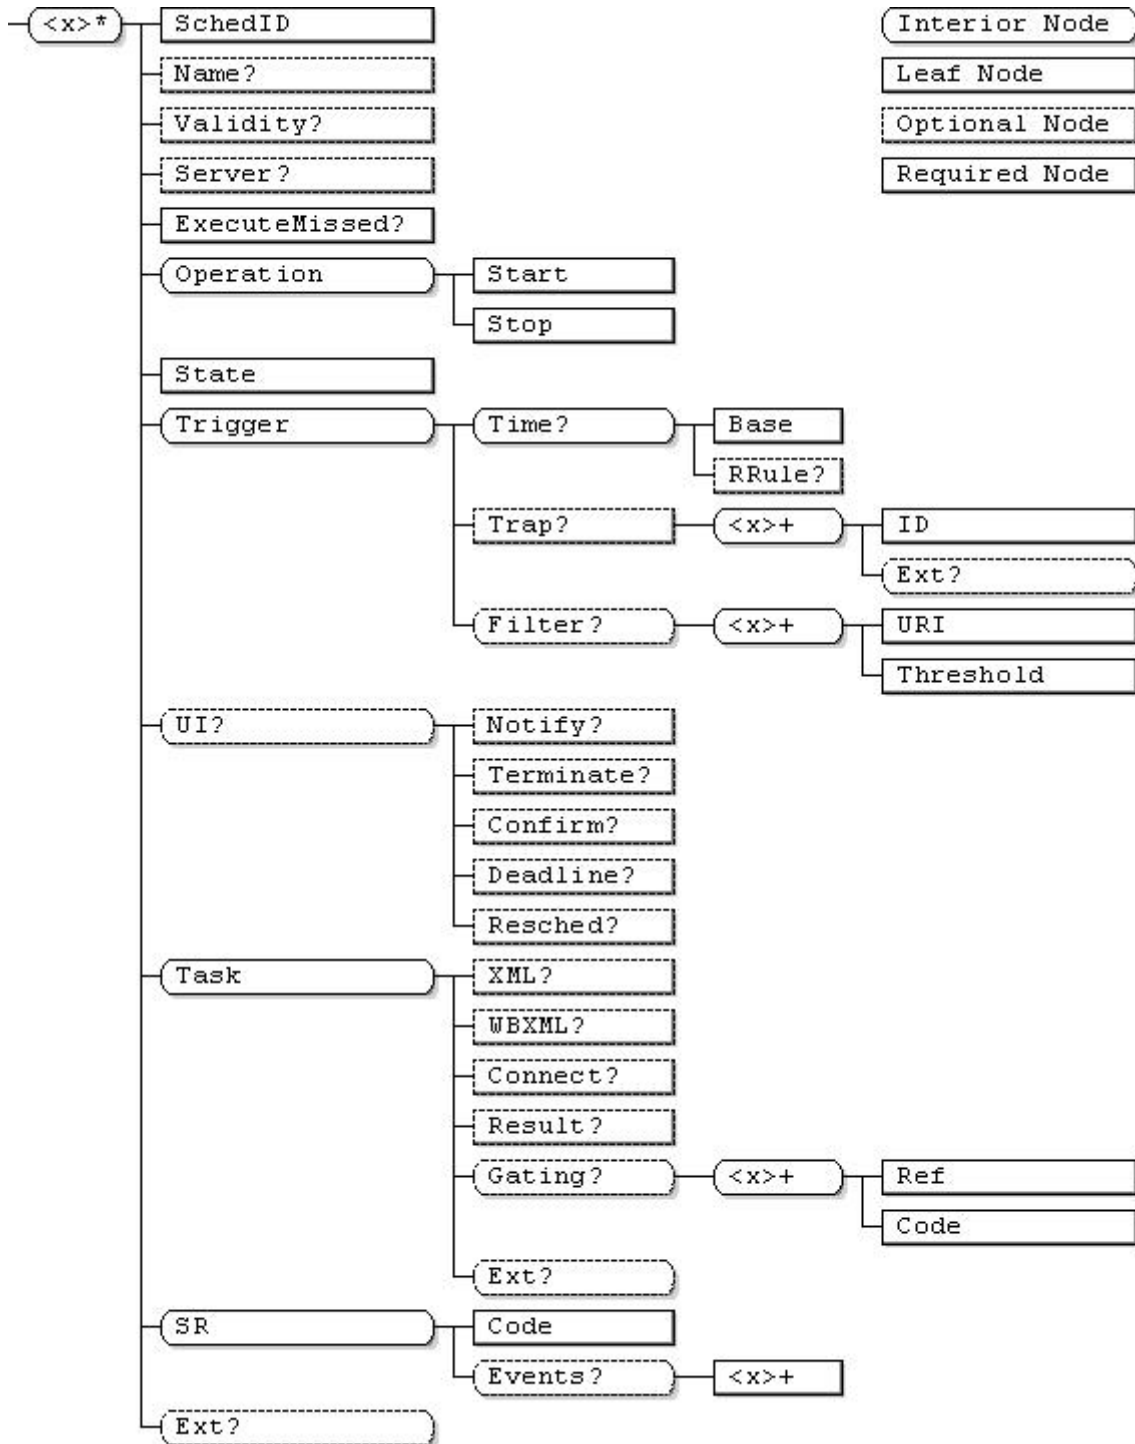 <x>* SchedID Interior Node
Name? Leaf Node
Validity? Optional Node
Server? Required Node
ExecuteMissed?
Operation Start
Stop
State
Trigger Time? Base
RRule?
Trap? <x>+ ID
Ext?
Filter? <x>+ URI
Threshold
UI? Notify?
Terminate?
Confirm?
Deadline?
Resched?
Task XML?
WBXML?
Connect?
Result?
Gating? <x>+ Ref
Code
Ext?
SR Code
Events? <x>+
Ext?